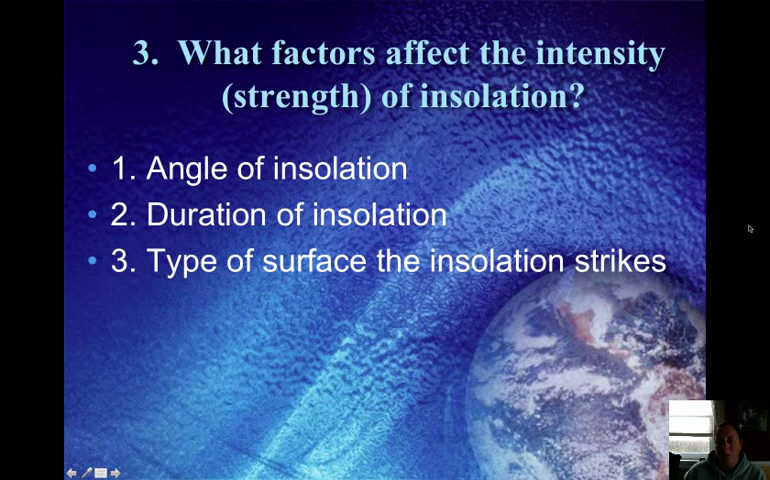 3. What factors affect the intensity
(strength) of insolation?
• 1. Angle of insolation
• 2. Duration of insolation
• 3. Type of surface the insolation strikes